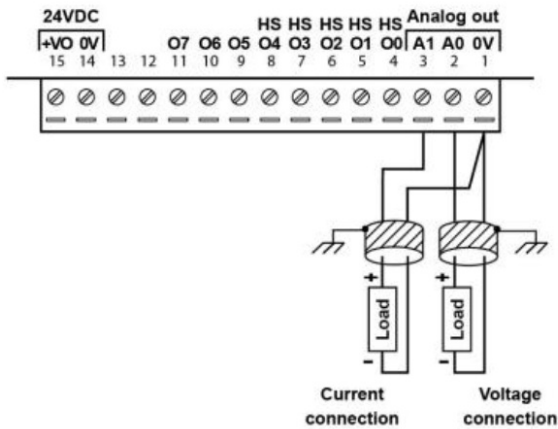 24VDC HS HS HS HS HS Analog out
+VO 0V O7 O6 O5 O4 O3 O2 O1 O0 A1 A0 0V
15 14 13 12 11 10 9 8 7 6 5 4 3 2 1
+ +
Load Load
- -
Current connection
Voltage connection